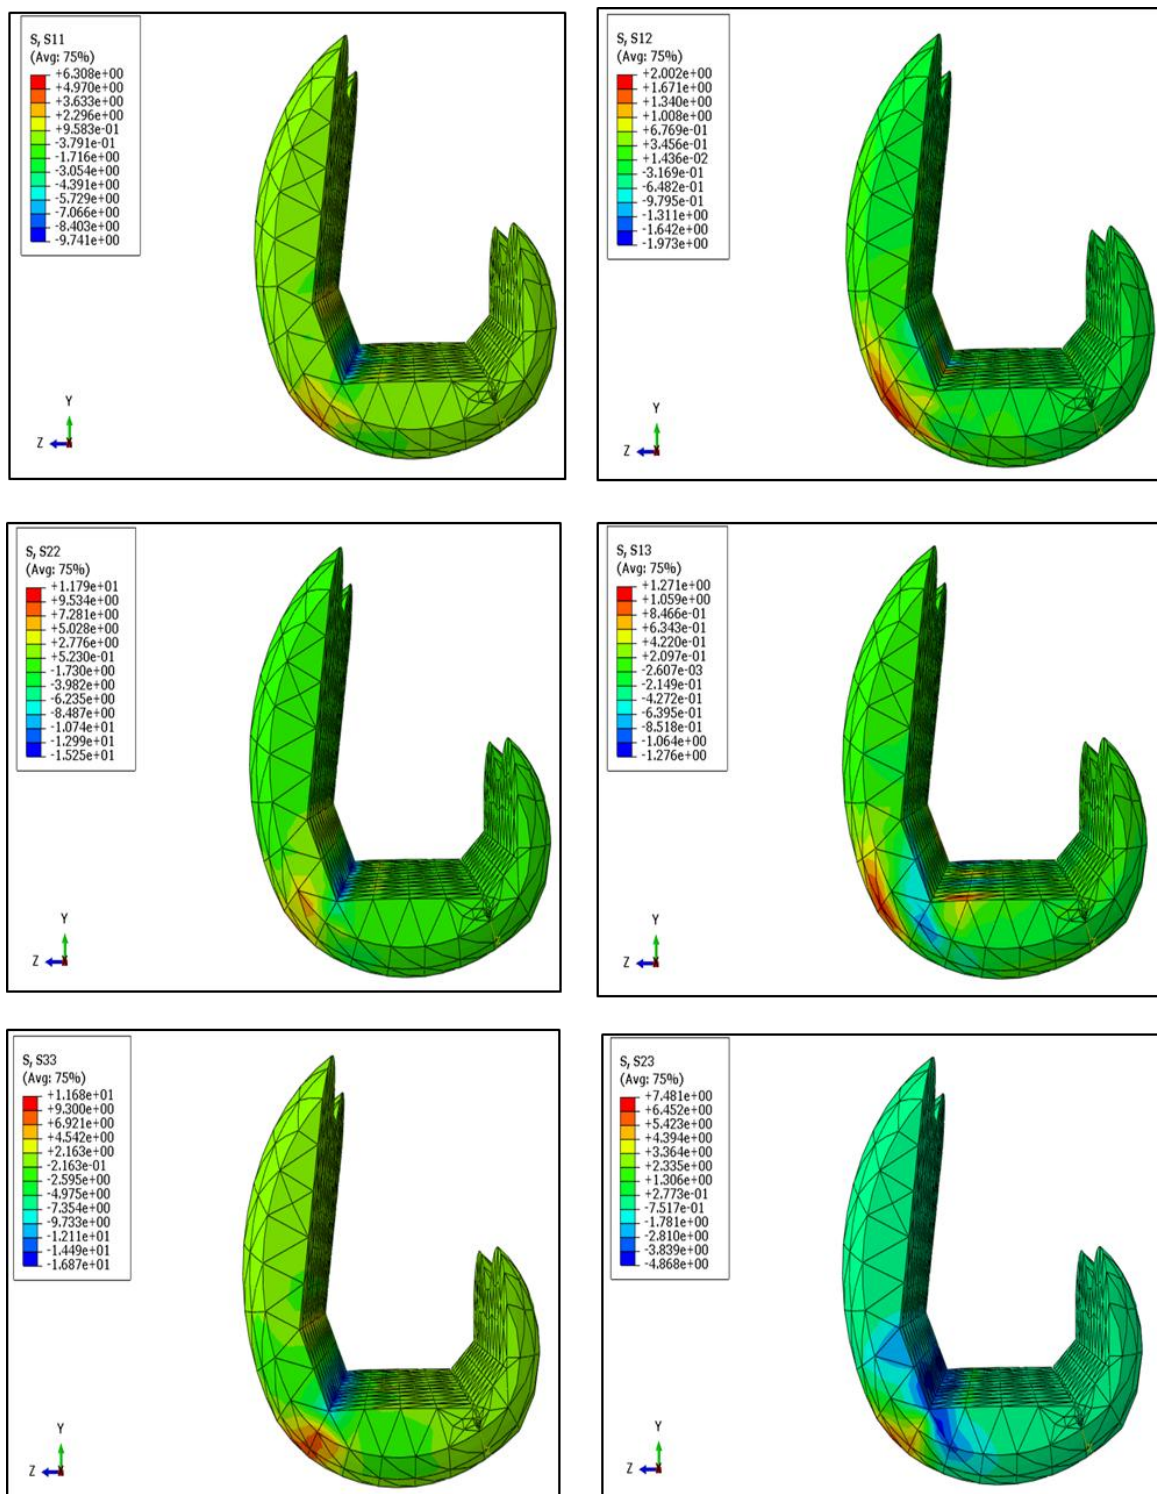 S, S11
(Avg: 75%)
+6.308e+00
+4.970e+00
+3.633e+00
+2.296e+00
+9.583e-01
-3.791e-01
-1.716e+00
-3.054e+00
-4.391e+00
-5.729e+00
-7.066e+00
-8.403e+00
-9.741e+00
Y
Z
S, S12
(Avg: 75%)
+2.002e+00
+1.671e+00
+1.340e+00
+1.008e+00
+6.769e-01
+3.456e-01
+1.436e-02
-3.169e-01
-6.482e-01
-9.795e-01
-1.311e+00
-1.642e+00
-1.973e+00
Y
Z
S, S22
(Avg: 75%)
+1.179e+01
+9.534e+00
+7.281e+00
+5.028e+00
+2.776e+00
+5.230e-01
-1.730e+00
-3.982e+00
-6.235e+00
-8.487e+00
-1.074e+01
-1.299e+01
-1.525e+01
Y
Z
S, S13
(Avg: 75%)
+1.271e+00
+1.059e+00
+8.466e-01
+6.343e-01
+4.220e-01
+2.097e-01
-2.607e-03
-2.149e-01
-4.272e-01
-6.395e-01
-8.518e-01
-1.064e+00
-1.276e+00
Y
Z
S, S33
(Avg: 75%)
+1.168e+01
+9.300e+00
+6.921e+00
+4.542e+00
+2.163e+00
-2.163e-01
-2.595e+00
-4.975e+00
-7.354e+00
-9.733e+00
-1.211e+01
-1.449e+01
-1.687e+01
Y
Z
S, S23
(Avg: 75%)
+7.481e+00
+6.452e+00
+5.423e+00
+4.394e+00
+3.364e+00
+2.335e+00
+1.306e+00
+2.773e-01
-7.517e-01
-1.781e+00
-2.810e+00
-3.839e+00
-4.868e+00
Y
Z